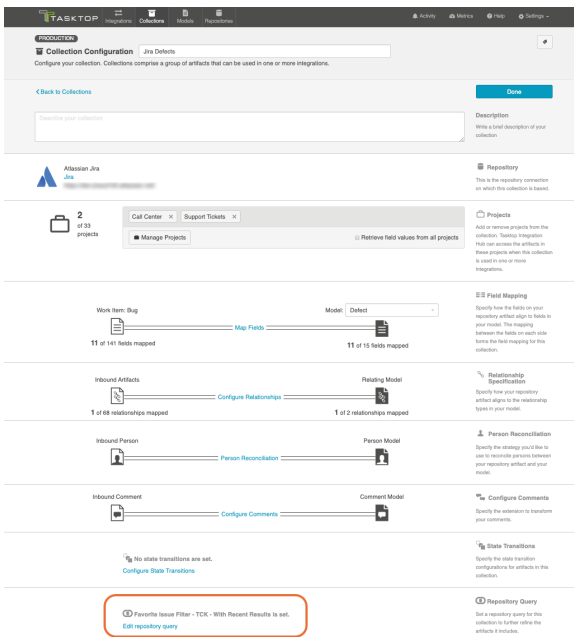 TASKTOP
Integrations
Collections
Models
Repositories
Activity
Metrics
Help
Settings
PRODUCTION
Collection Configuration
Jira Defects
Configure your collection. Collections comprise a group of artifacts that can be used in one or more integrations.
Back to Collections
Done
Describe your collection
Description
Write a brief description of your
collection
Atlassian Jira
Jira
Repository
This is the repository connection
on which this collection is based.
2
of 33
projects
Call Center ×
Support Tickets ×
Manage Projects
Retrieve field values from all projects
Projects
Add or remove projects from the
collection. Tasktop Integration
Hub can access the artifacts in
these projects when this collection
is used in one or more
integrations.
Work Item: Bug
Model: Defect
Map Fields
11 of 141 fields mapped
11 of 15 fields mapped
Field Mapping
Specify how the fields on your
repository artifact align to fields in
your model. The mapping
between the fields on each side
forms the field mapping for this
collection.
Inbound Artifacts
Relating Model
Configure Relationships
1 of 68 relationships mapped
1 of 2 relationships mapped
Relationship
Specification
Specify how your repository
artifact aligns to the relationship
types in your model.
Inbound Person
Person Model
Person Reconciliation
Person Reconciliation
Specify the strategy you'd like to
use to reconcile persons between
your repository artifact and your
model.
Inbound Comment
Comment Model
Configure Comments
Configure Comments
Specify the extension to transform
your comments.
No state transitions are set.
Configure State Transitions
State Transitions
Specify the state transition
configurations for artifacts in this
collection.
Favorite Issue Filter - TCK - With Recent Results is set.
Edit repository query
Repository Query
Set a repository query for this
collection to further refine the
artifacts it includes.